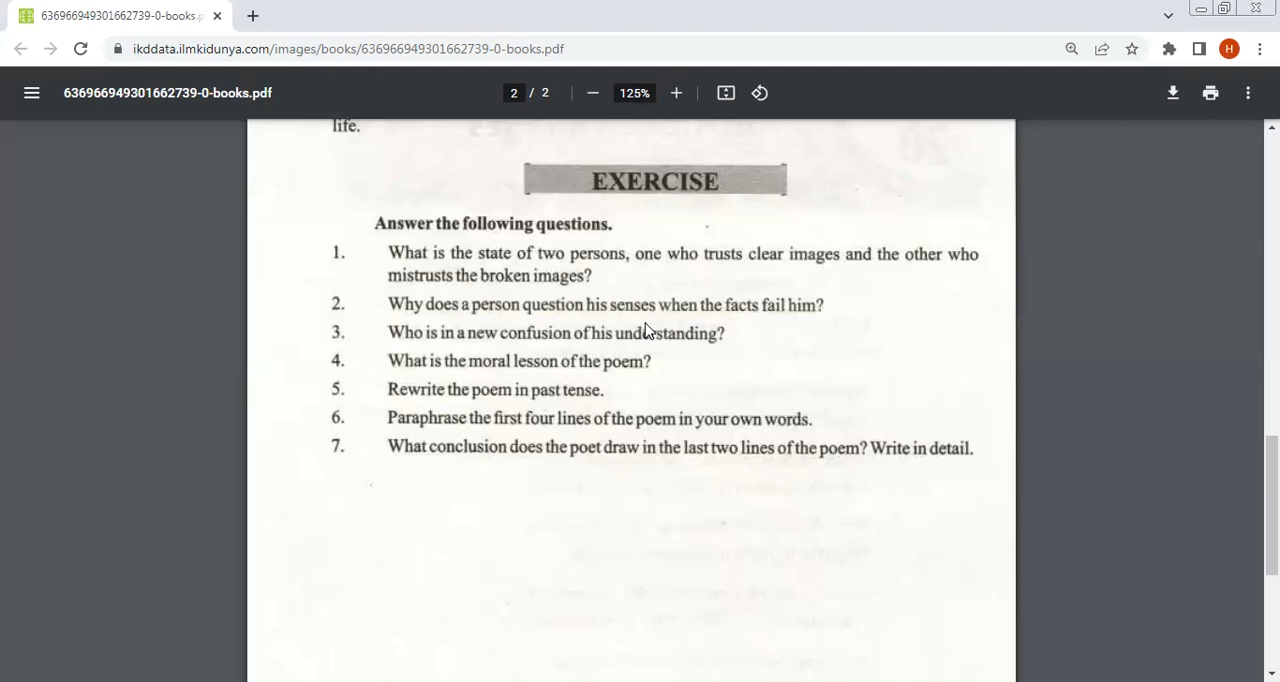 636966949301662739-0-books.p
ikddata.ilmkidunya.com/images/books/636966949301662739-0-books.pdf
H
636966949301662739-0-books.pdf
2 / 2
125%
life.
EXERCISE
Answer the following questions.
1. What is the state of two persons, one who trusts clear images and the other who
mistrusts the broken images?
2. Why does a person question his senses when the facts fail him?
3. Who is in a new confusion of his understanding?
4. What is the moral lesson of the poem?
5. Rewrite the poem in past tense.
6. Paraphrase the first four lines of the poem in your own words.
7. What conclusion does the poet draw in the last two lines of the poem? Write in detail.